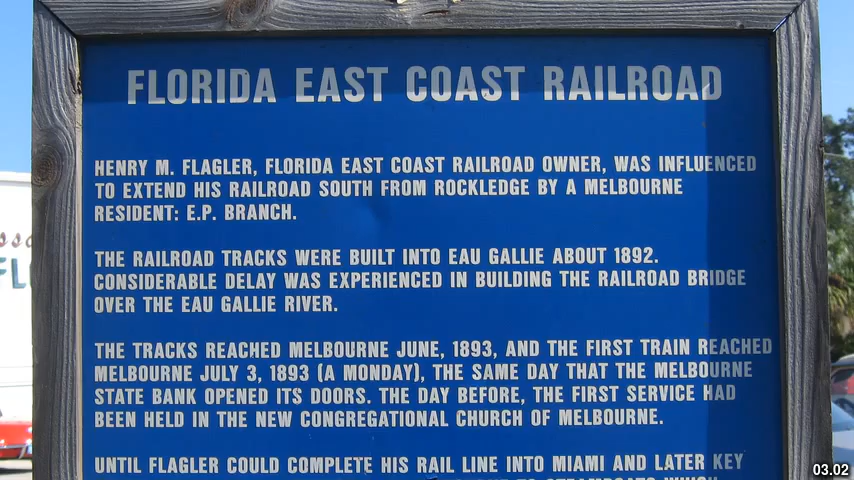 FLORIDA EAST COAST RAILROAD
HENRY M. FLAGLER, FLORIDA EAST COAST RAILROAD OWNER, WAS INFLUENCED
TO EXTEND HIS RAILROAD SOUTH FROM ROCKLEDGE BY A MELBOURNE
RESIDENT: E.P. BRANCH.
THE RAILROAD TRACKS WERE BUILT INTO EAU GALLIE ABOUT 1892.
CONSIDERABLE DELAY WAS EXPERIENCED IN BUILDING THE RAILROAD BRIDGE
OVER THE EAU GALLIE RIVER.
THE TRACKS REACHED MELBOURNE JUNE, 1893, AND THE FIRST TRAIN REACHED
MELBOURNE JULY 3, 1893 (A MONDAY), THE SAME DAY THAT THE MELBOURNE
STATE BANK OPENED ITS DOORS. THE DAY BEFORE, THE FIRST SERVICE HAD
BEEN HELD IN THE NEW CONGREGATIONAL CHURCH OF MELBOURNE.
UNTIL FLAGLER COULD COMPLETE HIS RAIL LINE INTO MIAMI AND LATER KEY
03.02